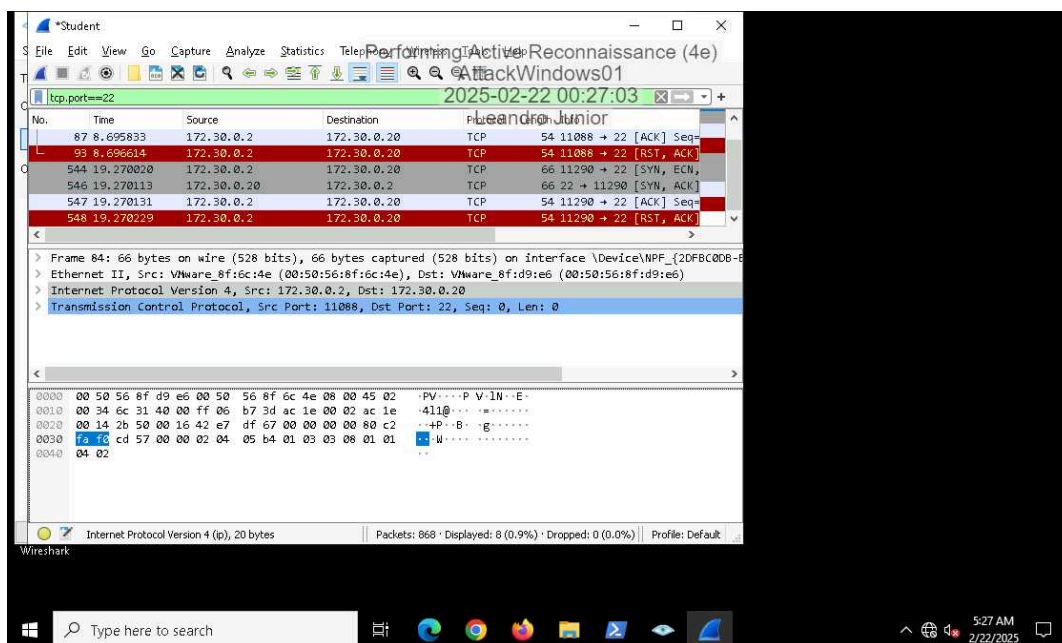 *Student
File Edit View Go Capture Analyze Statistics Telephony Wireless Tools Help
Performing Active Reconnaissance (4e)
AttackWindows01
2025-02-22 00:27:03
Leandro Junior
tcp.port==22
No. Time Source Destination Protocol Length Info
87 8.695833 172.30.0.2 172.30.0.20 TCP 54 11088 → 22 [ACK] Seq=
93 8.696614 172.30.0.2 172.30.0.20 TCP 54 11088 → 22 [RST, ACK]
544 19.270020 172.30.0.2 172.30.0.20 TCP 66 11290 → 22 [SYN, ECN,
546 19.270113 172.30.0.20 172.30.0.2 TCP 66 22 → 11290 [SYN, ACK]
547 19.270131 172.30.0.2 172.30.0.20 TCP 54 11290 → 22 [ACK] Seq=
548 19.270229 172.30.0.2 172.30.0.20 TCP 54 11290 → 22 [RST, ACK]
> Frame 84: 66 bytes on wire (528 bits), 66 bytes captured (528 bits) on interface \Device\NPF_{2DFBC0DB-
> Ethernet II, Src: VMware_8f:6c:4e (00:50:56:8f:6c:4e), Dst: VMware_8f:d9:e6 (00:50:56:8f:d9:e6)
> Internet Protocol Version 4, Src: 172.30.0.2, Dst: 172.30.0.20
> Transmission Control Protocol, Src Port: 11088, Dst Port: 22, Seq: 0, Len: 0
0000 00 50 56 8f d9 e6 00 50 56 8f 6c 4e 08 00 45 02 ·PV····P V·lN··E·
0010 00 34 6c 31 40 00 ff 06 b7 3d ac 1e 00 02 ac 1e ·4l1@··· ·=······
0020 00 14 2b 50 00 16 42 e7 df 67 00 00 00 00 80 c2 ··+P··B· ·g······
0030 fa f0 cd 57 00 00 02 04 05 b4 01 03 03 08 01 01 ···W···· ········
0040 04 02 ··
Internet Protocol Version 4 (ip), 20 bytes Packets: 868 · Displayed: 8 (0.9%) · Dropped: 0 (0.0%) Profile: Default
Wireshark
Type here to search
5:27 AM
2/22/2025